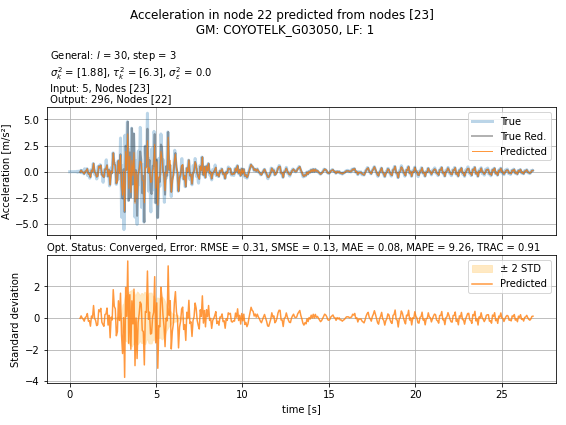 Acceleration in node 22 predicted from nodes [23]
GM: COYOTELK_G03050, LF: 1
General: l = 30, step = 3
σ²ₖ = [1.88], τ²ₖ = [6.3], σ²ε = 0.0
Input: 5, Nodes [23]
Output: 296, Nodes [22]
Acceleration [m/s²]
5.0
2.5
0.0
−2.5
−5.0
True
True Red.
Predicted
Opt. Status: Converged, Error: RMSE = 0.31, SMSE = 0.13, MAE = 0.08, MAPE = 9.26, TRAC = 0.91
Standard deviation
2
0
−2
−4
± 2 STD
Predicted
0
5
10
15
20
25
time [s]